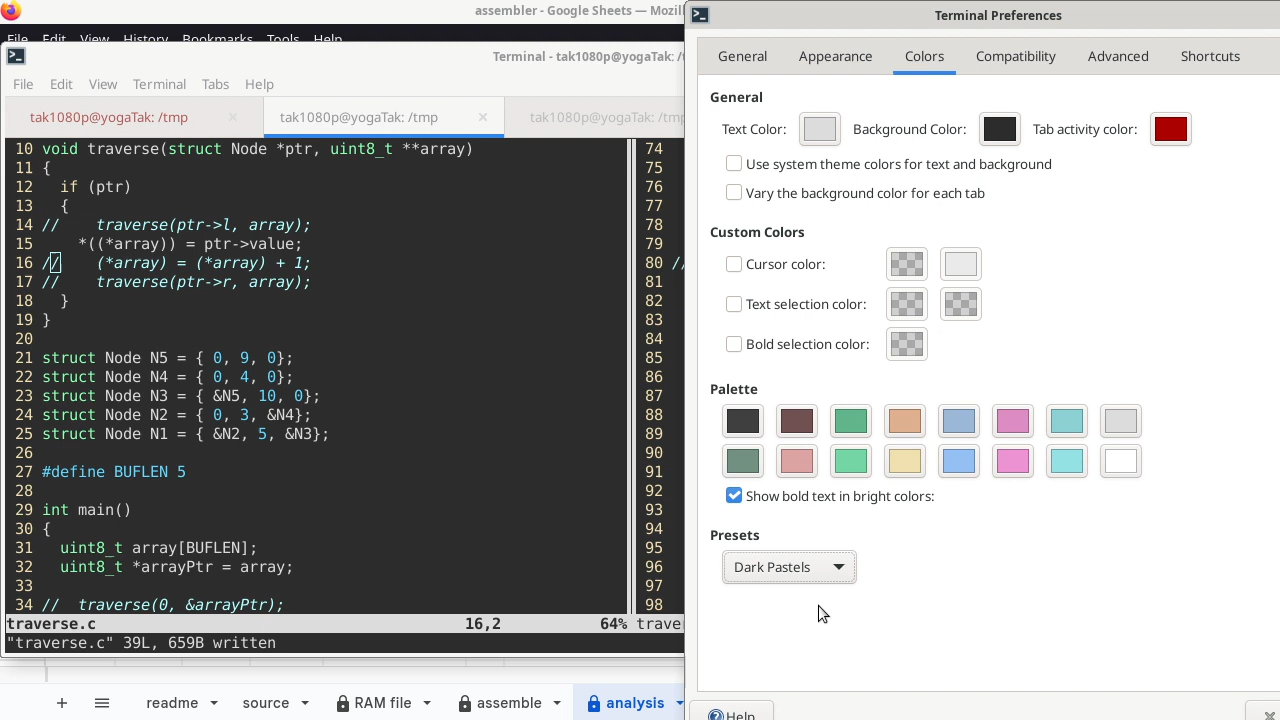 assembler - Google Sheets — Mozil
File Edit View History Bookmarks Tools Help
Terminal - tak1080p@yogaTak: /
File Edit View Terminal Tabs Help
tak1080p@yogaTak: /tmp × tak1080p@yogaTak: /tmp × tak1080p@yogaTak: /tmp
10 void traverse(struct Node *ptr, uint8_t **array)
11 {
12   if (ptr)
13   {
14 //    traverse(ptr->l, array);
15     *((*array)) = ptr->value;
16 //    (*array) = (*array) + 1;
17 //    traverse(ptr->r, array);
18   }
19 }
20
21 struct Node N5 = { 0, 9, 0};
22 struct Node N4 = { 0, 4, 0};
23 struct Node N3 = { &N5, 10, 0};
24 struct Node N2 = { 0, 3, &N4};
25 struct Node N1 = { &N2, 5, &N3};
26
27 #define BUFLEN 5
28
29 int main()
30 {
31   uint8_t array[BUFLEN];
32   uint8_t *arrayPtr = array;
33
34 //  traverse(0, &arrayPtr);
traverse.c 16,2 64%
"traverse.c" 39L, 659B written
74
75
76
77
78
79
80 //
81
82
83
84
85
86
87
88
89
90
91
92
93
94
95
96
97
98
traver
+ readme source RAM file assemble analysis
Terminal Preferences
General Appearance Colors Compatibility Advanced Shortcuts
General
Text Color: Background Color: Tab activity color:
Use system theme colors for text and background
Vary the background color for each tab
Custom Colors
Cursor color:
Text selection color:
Bold selection color:
Palette
Show bold text in bright colors:
Presets
Dark Pastels
Help